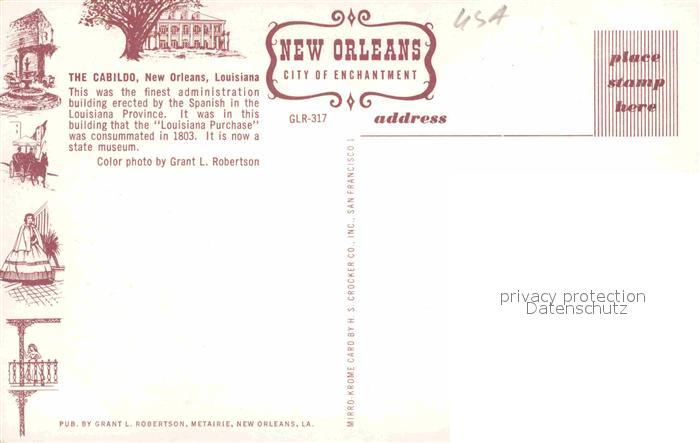 USA
NEW ORLEANS
CITY OF ENCHANTMENT
place
stamp
here
THE CABILDO, New Orleans, Louisiana
This was the finest administration
building erected by the Spanish in the
Louisiana Province. It was in this
building that the "Louisiana Purchase"
was consummated in 1803. It is now a
state museum.
Color photo by Grant L. Robertson
GLR-317
address
MIRRO-KROME CARD BY H. S. CROCKER CO., INC., SAN FRANCISCO 1
privacy protection
Datenschutz
PUB. BY GRANT L. ROBERTSON, METAIRIE, NEW ORLEANS, LA.